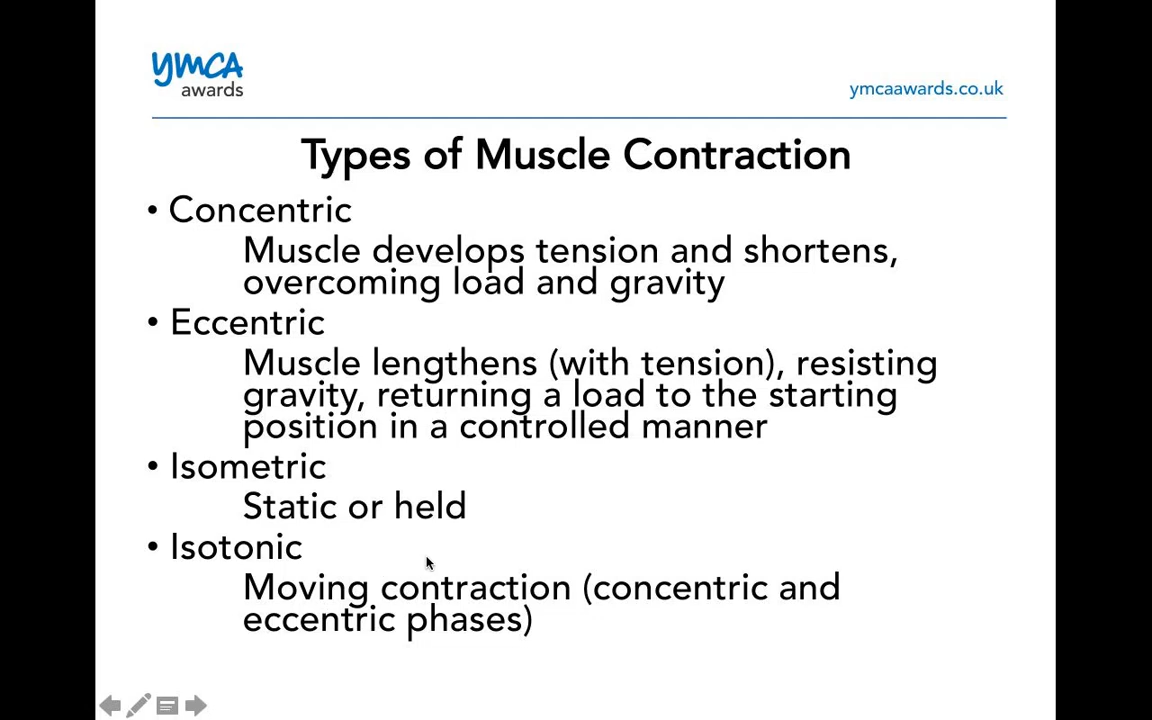 ymca
awards
ymcaawards.co.uk
Types of Muscle Contraction
• Concentric
Muscle develops tension and shortens,
overcoming load and gravity
• Eccentric
Muscle lengthens (with tension), resisting
gravity, returning a load to the starting
position in a controlled manner
• Isometric
Static or held
• Isotonic
Moving contraction (concentric and
eccentric phases)